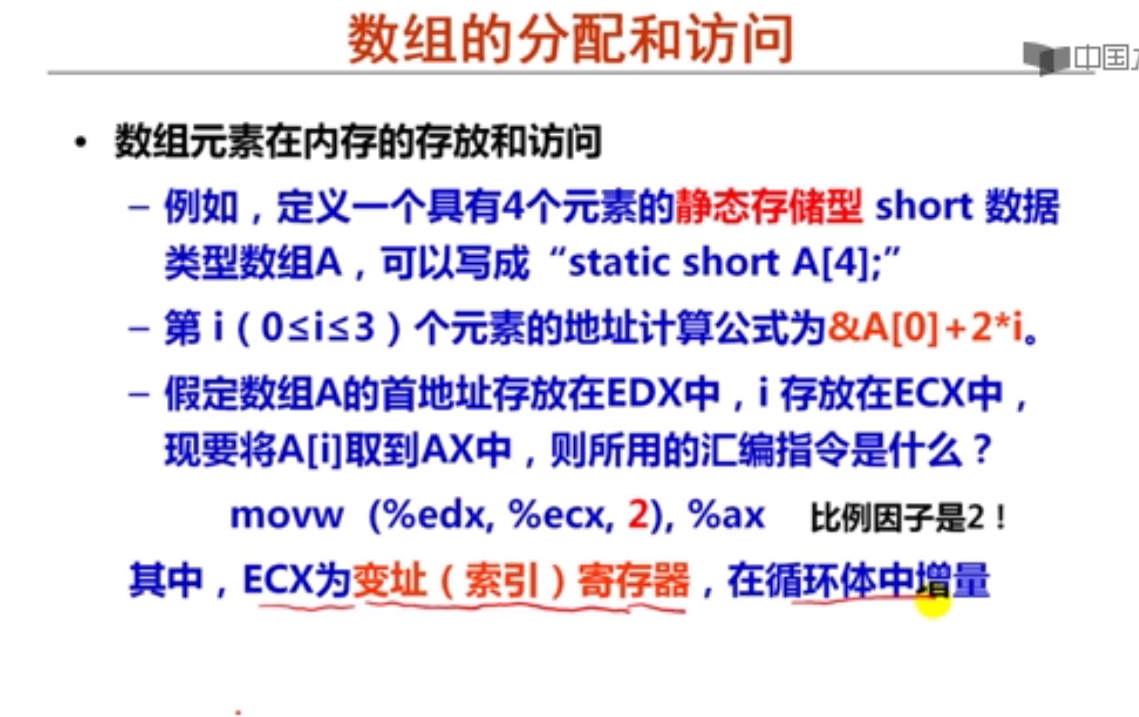 数组的分配和访问
中国
• 数组元素在内存的存放和访问
– 例如，定义一个具有4个元素的静态存储型 short 数据
类型数组A，可以写成“static short A[4];”
– 第 i（0≤i≤3）个元素的地址计算公式为&A[0]+2*i。
– 假定数组A的首地址存放在EDX中，i 存放在ECX中，
现要将A[i]取到AX中，则所用的汇编指令是什么？
movw (%edx, %ecx, 2), %ax 比例因子是2！
其中，ECX为变址（索引）寄存器，在循环体中增量